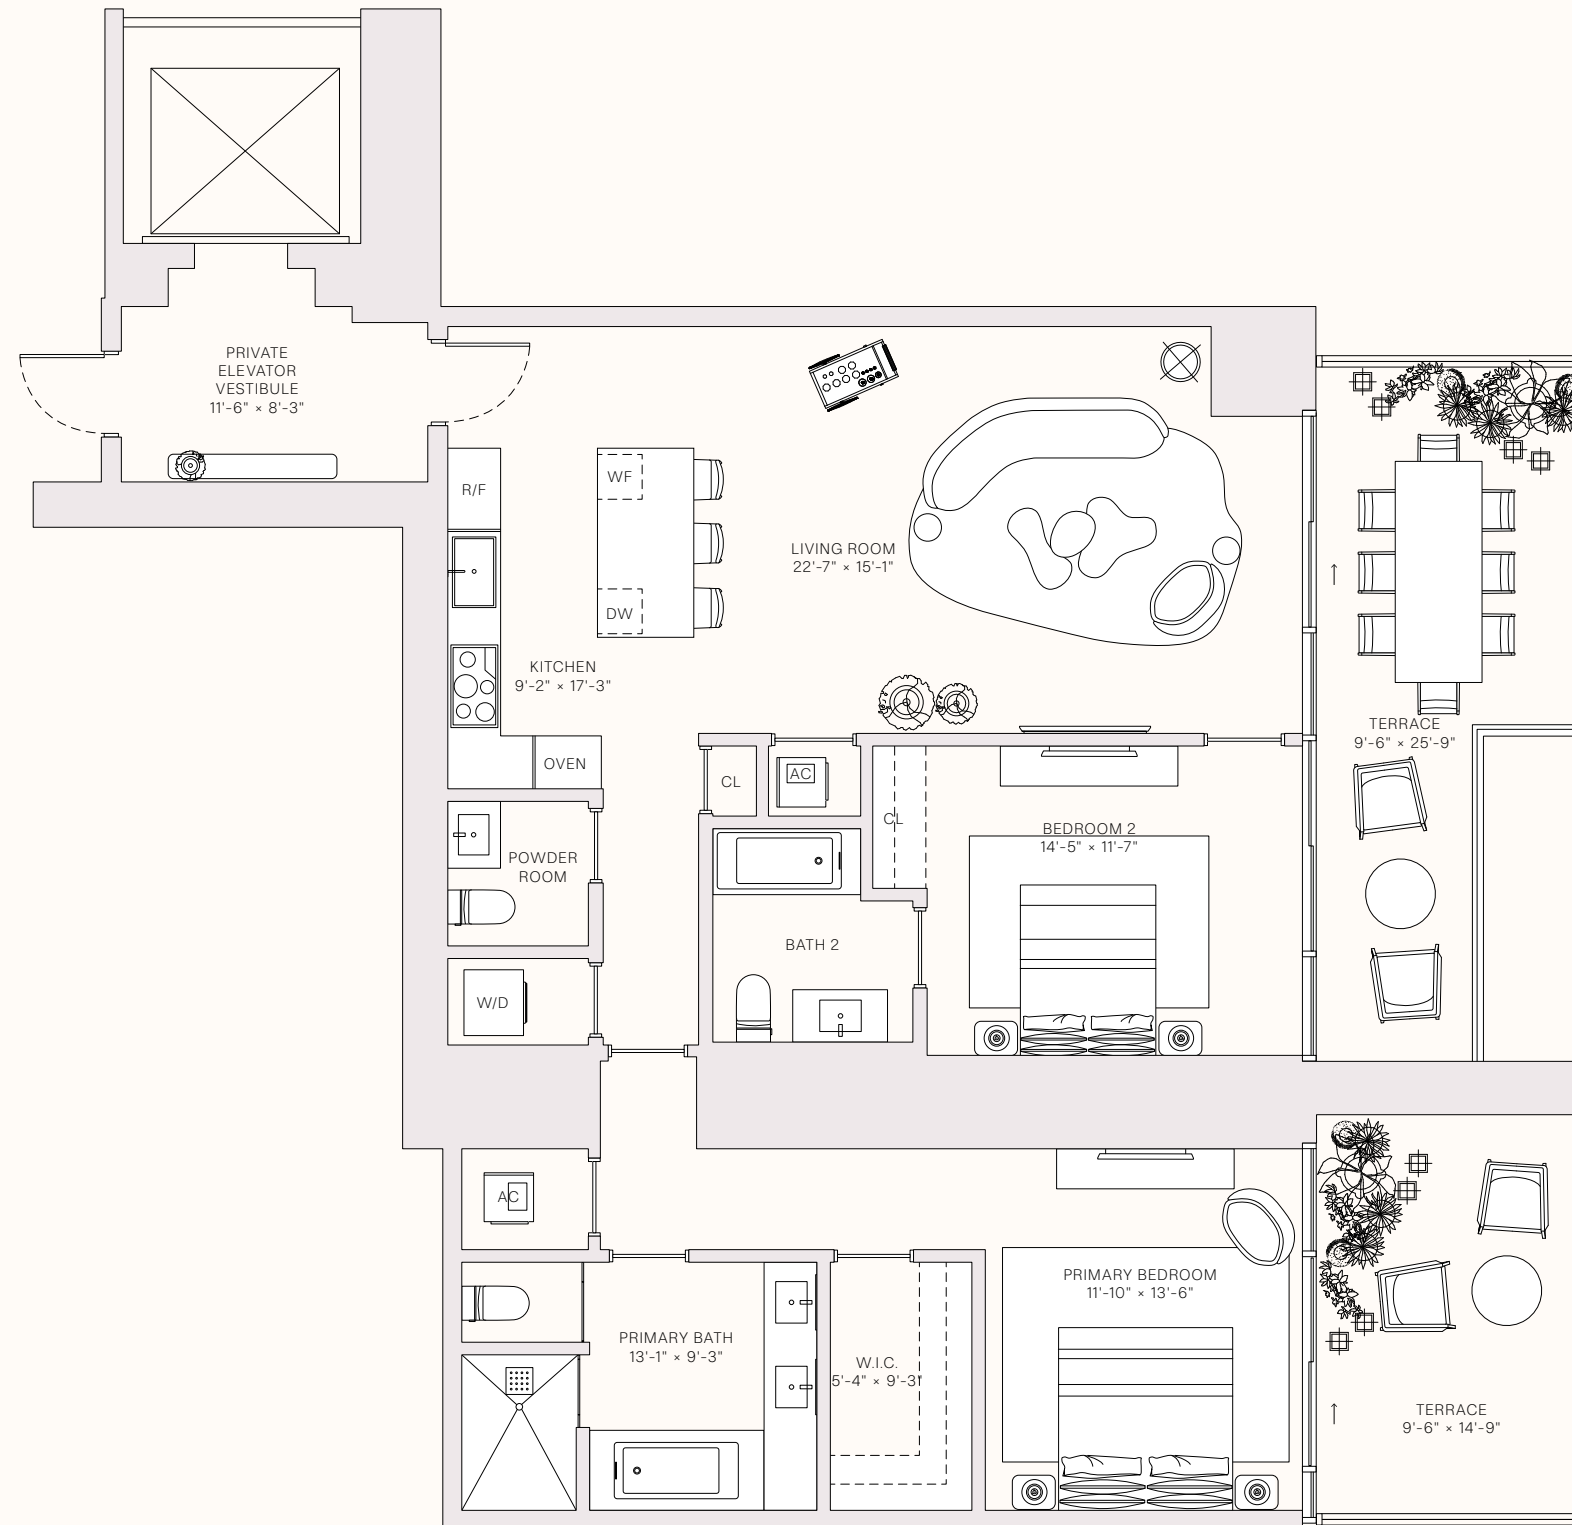 PRIVATE
ELEVATOR
VESTIBULE
11'-6" × 8'-3"
R/F
WF
DW
LIVING ROOM
22'-7" × 15'-1"
KITCHEN
9'-2" × 17'-3"
OVEN
TERRACE
9'-6" × 25'-9"
CL
AC
CL
BEDROOM 2
14'-5" × 11'-7"
POWDER
ROOM
BATH 2
W/D
AC
PRIMARY BEDROOM
11'-10" × 13'-6"
PRIMARY BATH
13'-1" × 9'-3"
W.I.C.
5'-4" × 9'-3"
TERRACE
9'-6" × 14'-9"